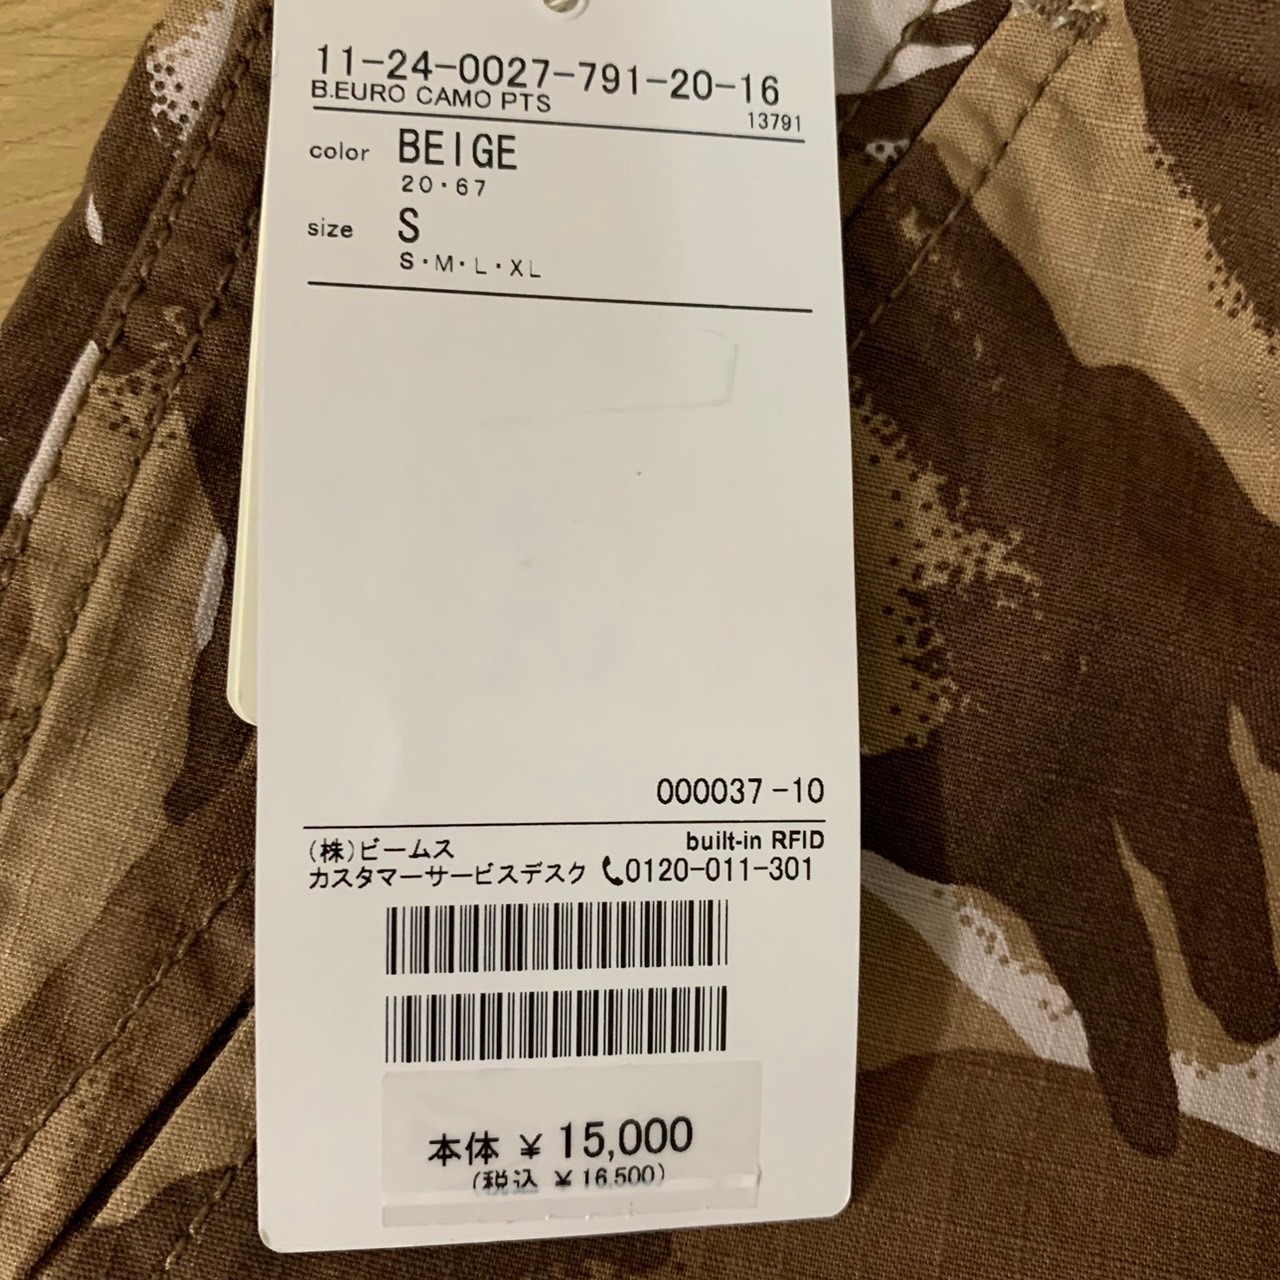 11-24-0027-791-20-16
B.EURO CAMO PTS
13791
color BEIGE
20・67
size S
S・M・L・XL
000037-10
(株)ビームス built-in RFID
カスタマーサービスデスク 0120-011-301
本体 ¥ 15,000
(税込 ¥ 16,500)